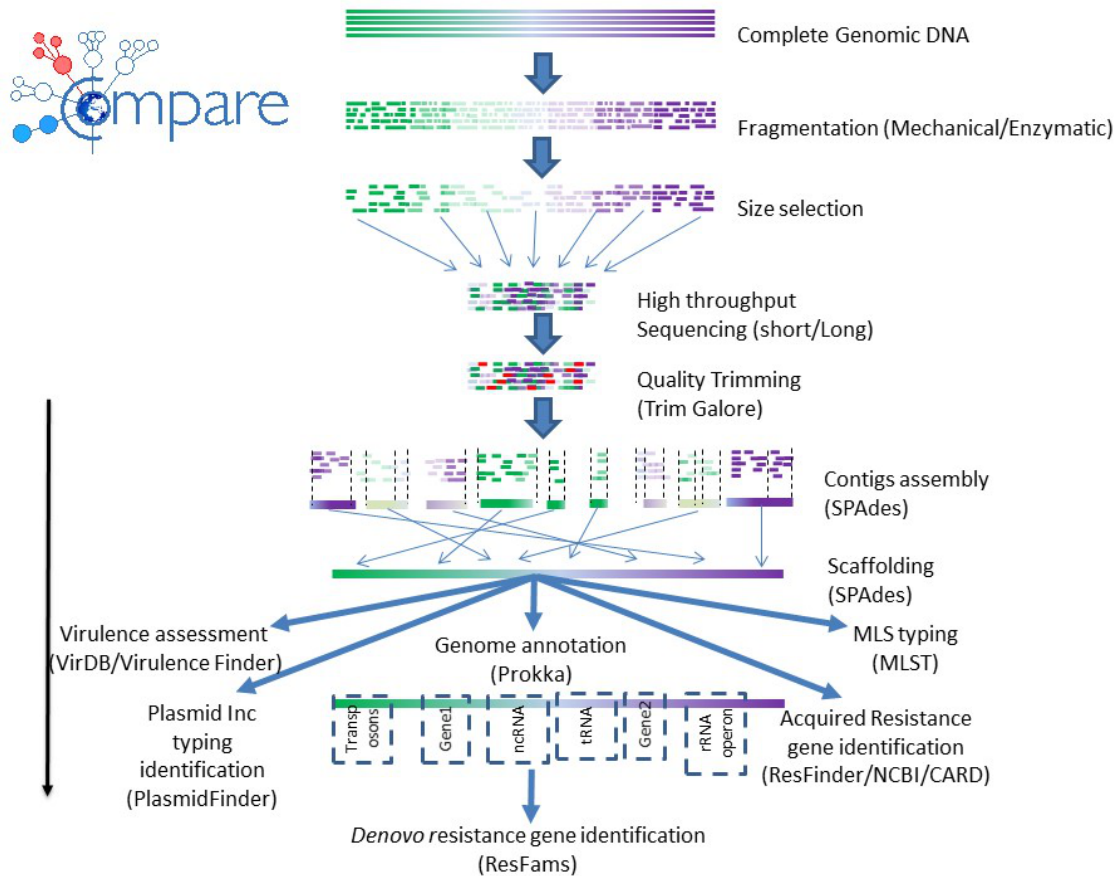 Complete Genomic DNA
Compare
Fragmentation (Mechanical/Enzymatic)
Size selection
High throughput
Sequencing (short/Long)
Quality Trimming
(Trim Galore)
Contigs assembly
(SPAdes)
Scaffolding
(SPAdes)
Virulence assessment
(VirDB/Virulence Finder)
Genome annotation
(Prokka)
MLS typing
(MLST)
Plasmid Inc
typing
identification
(PlasmidFinder)
Transp
osons
Gene1
ncRNA
tRNA
Gene2
rRNA
operon
Acquired Resistance
gene identification
(ResFinder/NCBI/CARD)
Denovo resistance gene identification
(ResFams)